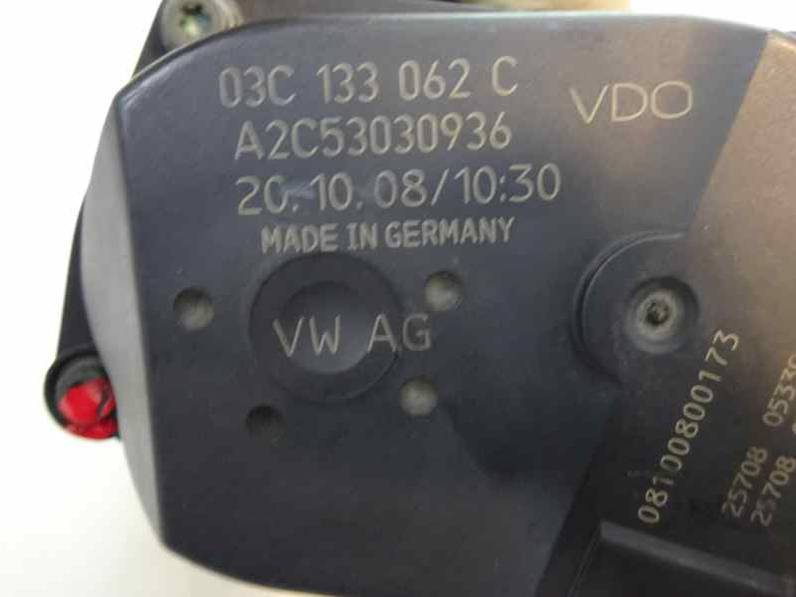 03C 133 062 C
VDO
A2C53030936
20.10.08/10:30
MADE IN GERMANY
VW AG
08100800173
25708
25708